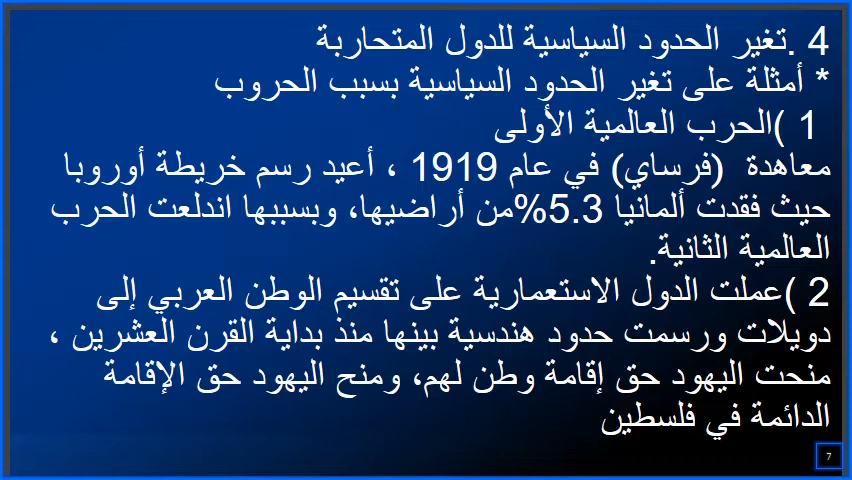 4 .تغير الحدود السياسية للدول المتحاربة
* أمثلة على تغير الحدود السياسية بسبب الحروب
1 )الحرب العالمية الأولى
معاهدة (فرساي) في عام 1919 ، أعيد رسم خريطة أوروبا
حيث فقدت ألمانيا 5.3%من أراضيها، وبسببها اندلعت الحرب
العالمية الثانية.
2 )عملت الدول الاستعمارية على تقسيم الوطن العربي إلى
دويلات ورسمت حدود هندسية بينها منذ بداية القرن العشرين ،
منحت اليهود حق إقامة وطن لهم، ومنح اليهود حق الإقامة
الدائمة في فلسطين
7